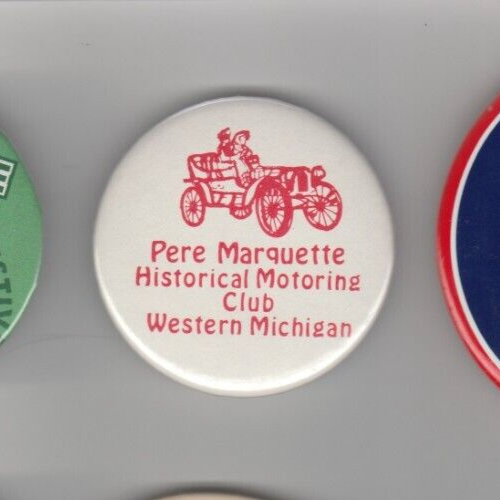 Pere Marquette
Historical Motoring
Club
Western Michigan